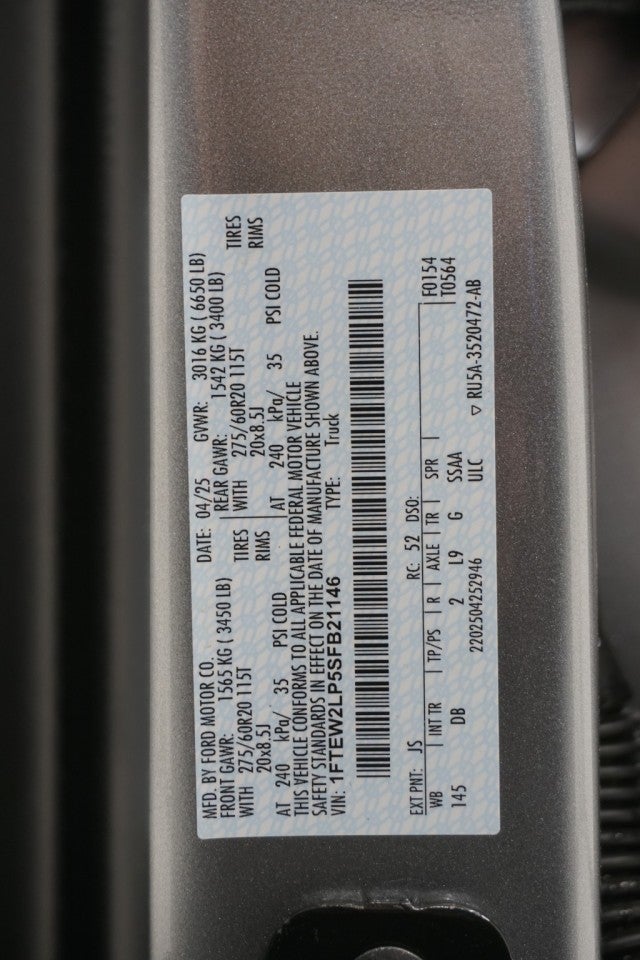 MFD. BY FORD MOTOR CO. DATE: 04/25 GVWR: 3016 KG ( 6650 LB)
FRONT GAWR: 1565 KG ( 3450 LB) REAR GAWR: 1542 KG ( 3400 LB)
WITH 275/60R20 115T TIRES WITH 275/60R20 115T TIRES
20x8.5J RIMS 20x8.5J RIMS
AT 240 kPa/ 35 PSI COLD AT 240 kPa/ 35 PSI COLD
THIS VEHICLE CONFORMS TO ALL APPLICABLE FEDERAL MOTOR VEHICLE
SAFETY STANDARDS IN EFFECT ON THE DATE OF MANUFACTURE SHOWN ABOVE.
VIN: 1FTEW2LP5SFB21146 TYPE: Truck
EXT PNT: JS RC: 52 DSO: F0154
WB INT TR TP/PS R AXLE TR SPR T0564
145 DB 2 L9 G SSAA
2202504252946 ULC ▽ RU5A-3520472-AB